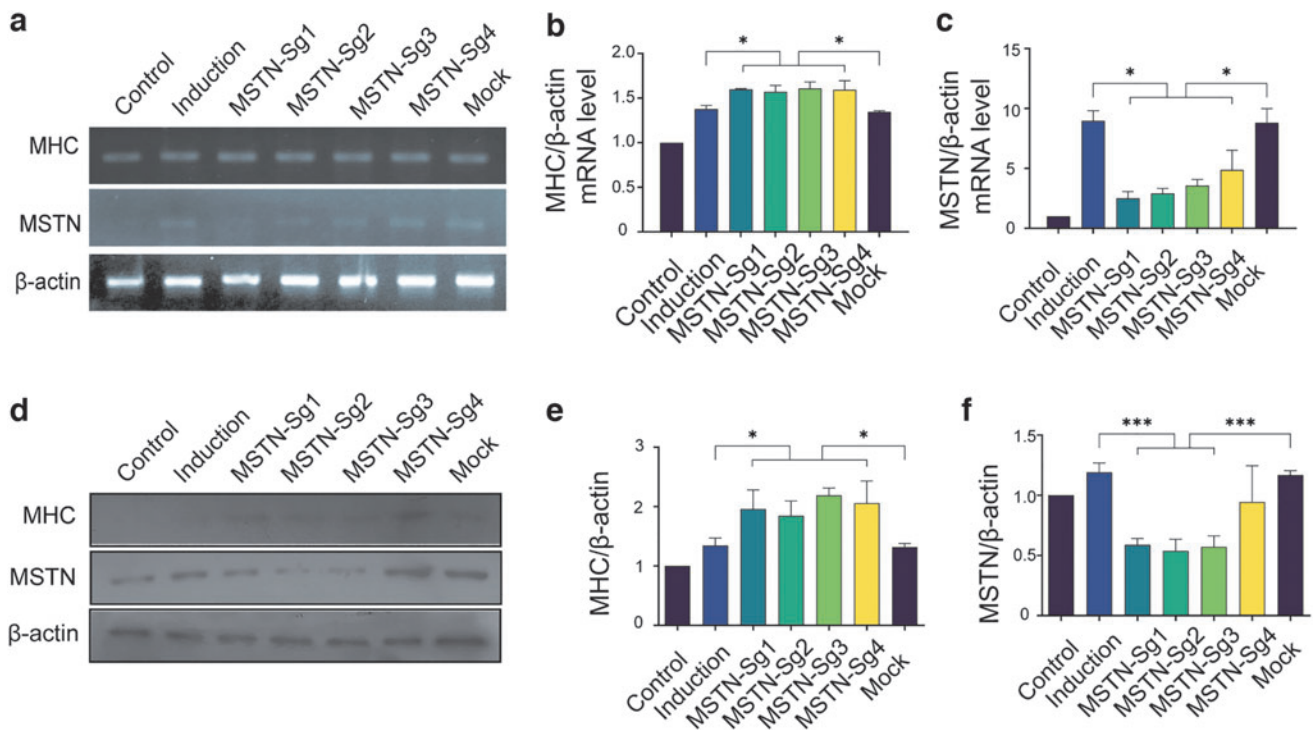 a
Control
Induction
MSTN-Sg1
MSTN-Sg2
MSTN-Sg3
MSTN-Sg4
Mock
MHC
MSTN
β-actin
b
MHC/β-actin
mRNA level
2.0
1.5
1.0
0.5
0
*
*
Control
Induction
MSTN-Sg1
MSTN-Sg2
MSTN-Sg3
MSTN-Sg4
Mock
c
MSTN/β-actin
mRNA level
15
10
5
0
*
*
Control
Induction
MSTN-Sg1
MSTN-Sg2
MSTN-Sg3
MSTN-Sg4
Mock
d
Control
Induction
MSTN-Sg1
MSTN-Sg2
MSTN-Sg3
MSTN-Sg4
Mock
MHC
MSTN
β-actin
e
MHC/β-actin
3
2
1
0
*
*
Control
Induction
MSTN-Sg1
MSTN-Sg2
MSTN-Sg3
MSTN-Sg4
Mock
f
MSTN/β-actin
1.5
1.0
0.5
0
***
***
Control
Induction
MSTN-Sg1
MSTN-Sg2
MSTN-Sg3
MSTN-Sg4
Mock